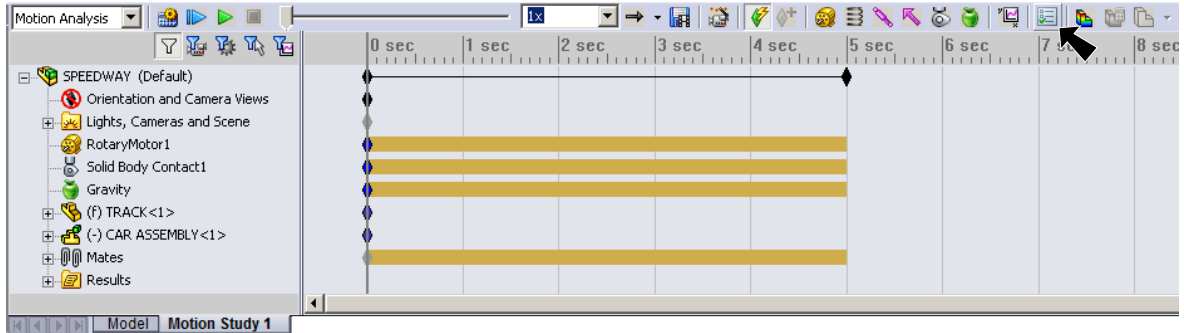 Motion Analysis 1x
0 sec 1 sec 2 sec 3 sec 4 sec 5 sec 6 sec 7 8 sec
SPEEDWAY (Default)
Orientation and Camera Views
Lights, Cameras and Scene
RotaryMotor1
Solid Body Contact1
Gravity
(f) TRACK<1>
(-) CAR ASSEMBLY<1>
Mates
Results
Model Motion Study 1